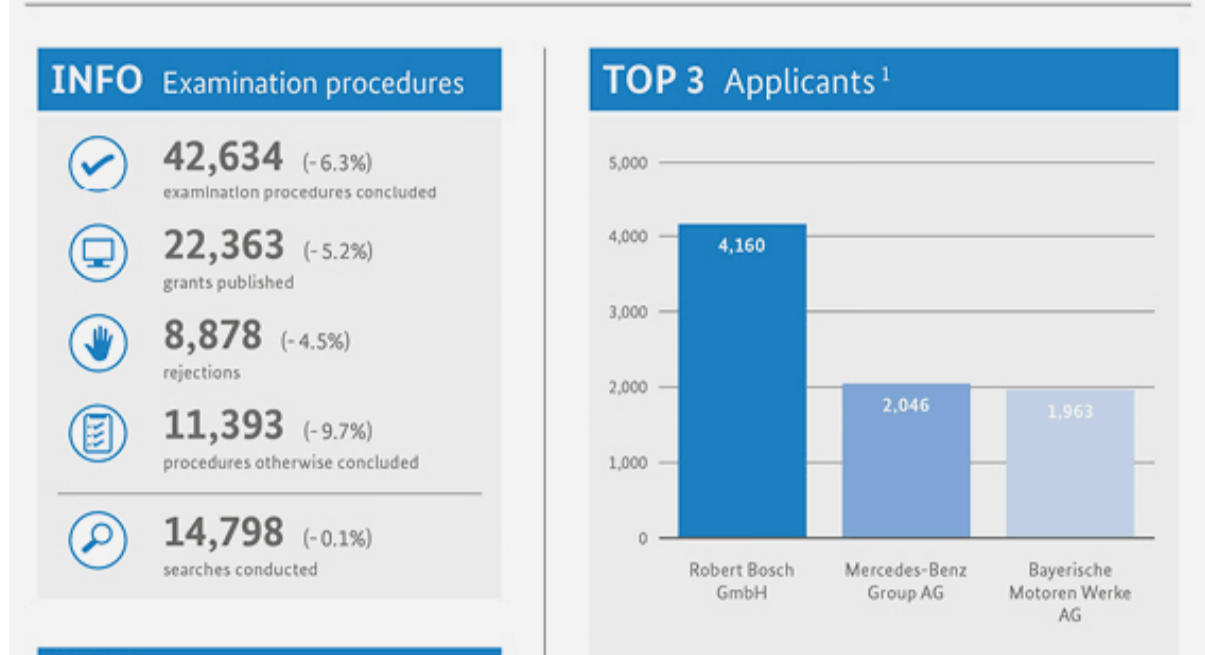 INFO Examination procedures
42,634 (- 6.3%)
examination procedures concluded
22,363 (- 5.2%)
grants published
8,878 (- 4.5%)
rejections
11,393 (- 9.7%)
procedures otherwise concluded
14,798 (- 0.1%)
searches conducted
TOP 3 Applicants 1
5,000
4,000
3,000
2,000
1,000
0
4,160
2,046
1,963
Robert Bosch
GmbH
Mercedes-Benz
Group AG
Bayerische
Motoren Werke
AG